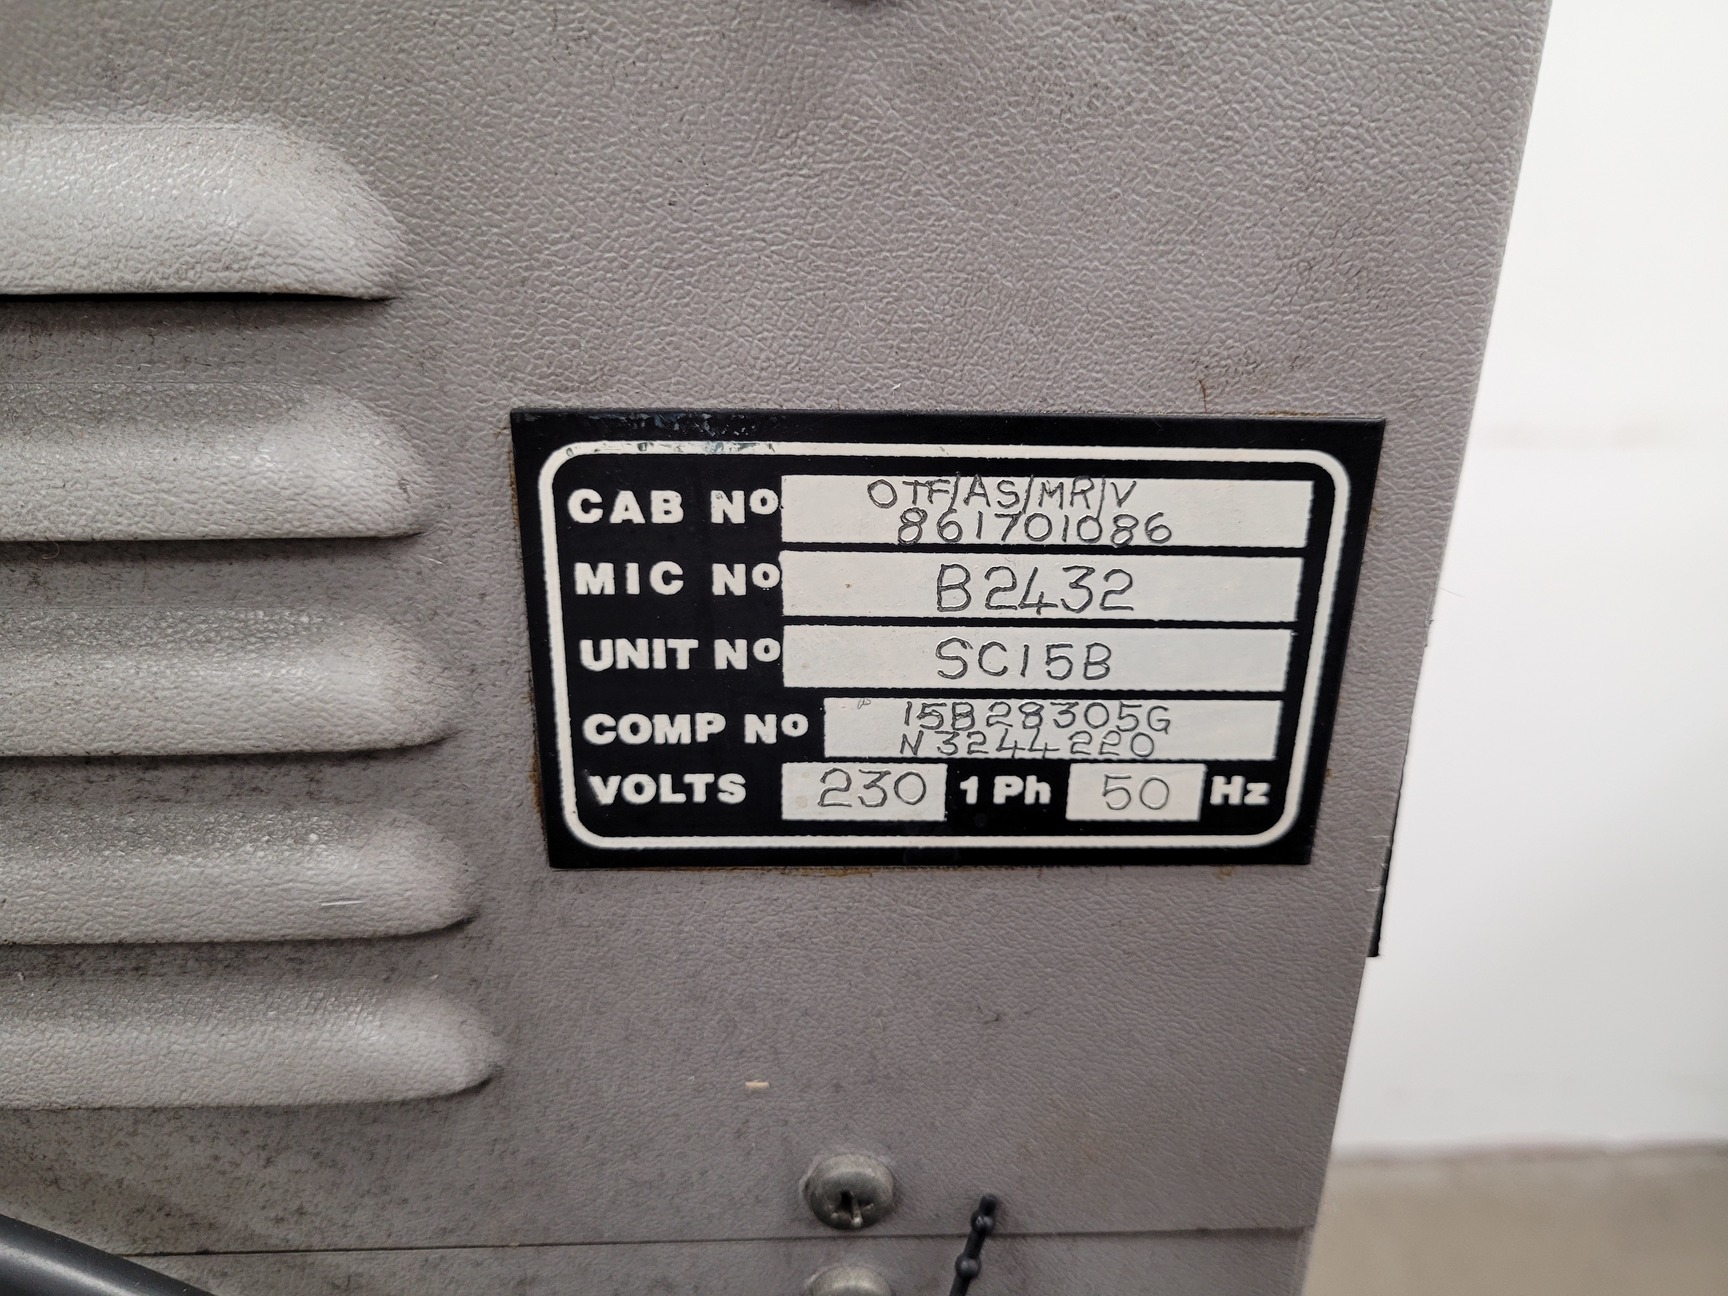 CAB Nº OTF/AS/MR/V
861701086
MIC Nº B2432
UNIT Nº SC15B
COMP Nº 15B28305G
N3244220
VOLTS 230 1 Ph 50 Hz